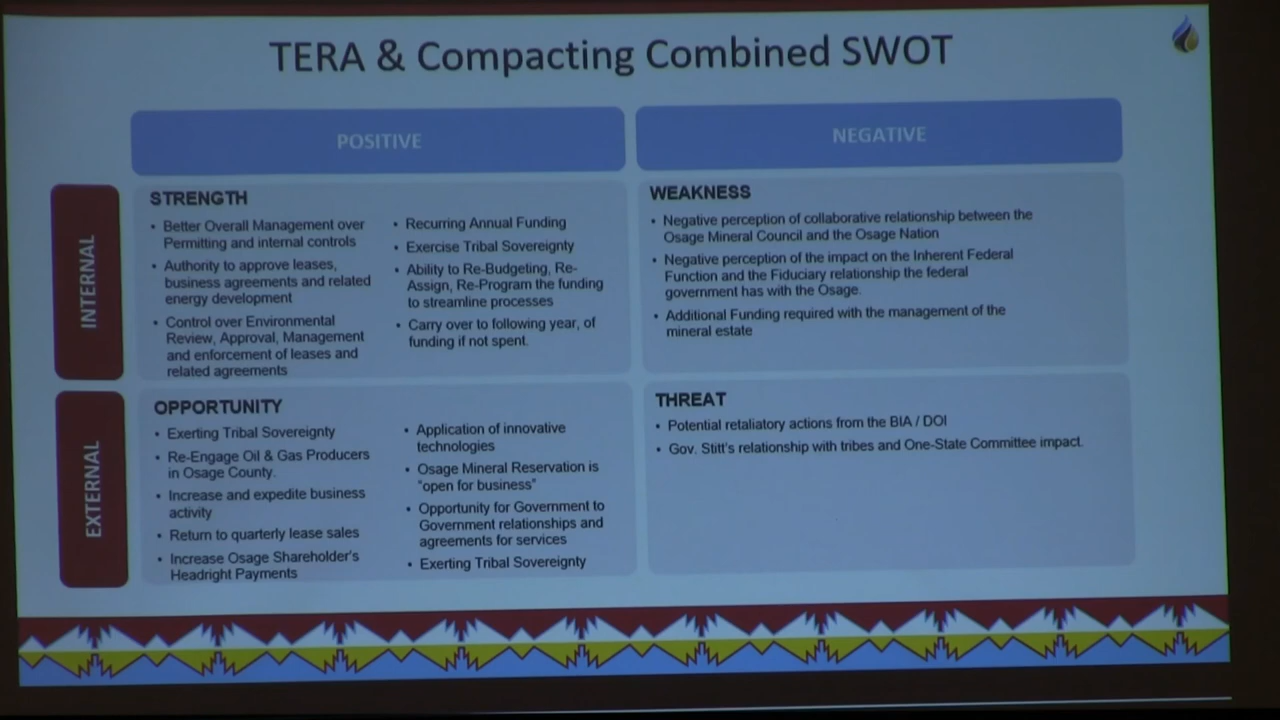 TERA & Compacting Combined SWOT
POSITIVE
NEGATIVE
INTERNAL
STRENGTH
• Better Overall Management over
Permitting and internal controls
• Authority to approve leases,
business agreements and related
energy development
• Control over Environmental
Review, Approval, Management
and enforcement of leases and
related agreements
• Recurring Annual Funding
• Exercise Tribal Sovereignty
• Ability to Re-Budgeting, Re-
Assign, Re-Program the funding
to streamline processes
• Carry over to following year, of
funding if not spent.
WEAKNESS
• Negative perception of collaborative relationship between the
Osage Mineral Council and the Osage Nation
• Negative perception of the impact on the Inherent Federal
Function and the Fiduciary relationship the federal
government has with the Osage.
• Additional Funding required with the management of the
mineral estate
EXTERNAL
OPPORTUNITY
• Exerting Tribal Sovereignty
• Re-Engage Oil & Gas Producers
in Osage County.
• Increase and expedite business
activity
• Return to quarterly lease sales
• Increase Osage Shareholder's
Headright Payments
• Application of innovative
technologies
• Osage Mineral Reservation is
"open for business"
• Opportunity for Government to
Government relationships and
agreements for services
• Exerting Tribal Sovereignty
THREAT
• Potential retaliatory actions from the BIA / DOI
• Gov. Stitt's relationship with tribes and One-State Committee impact.